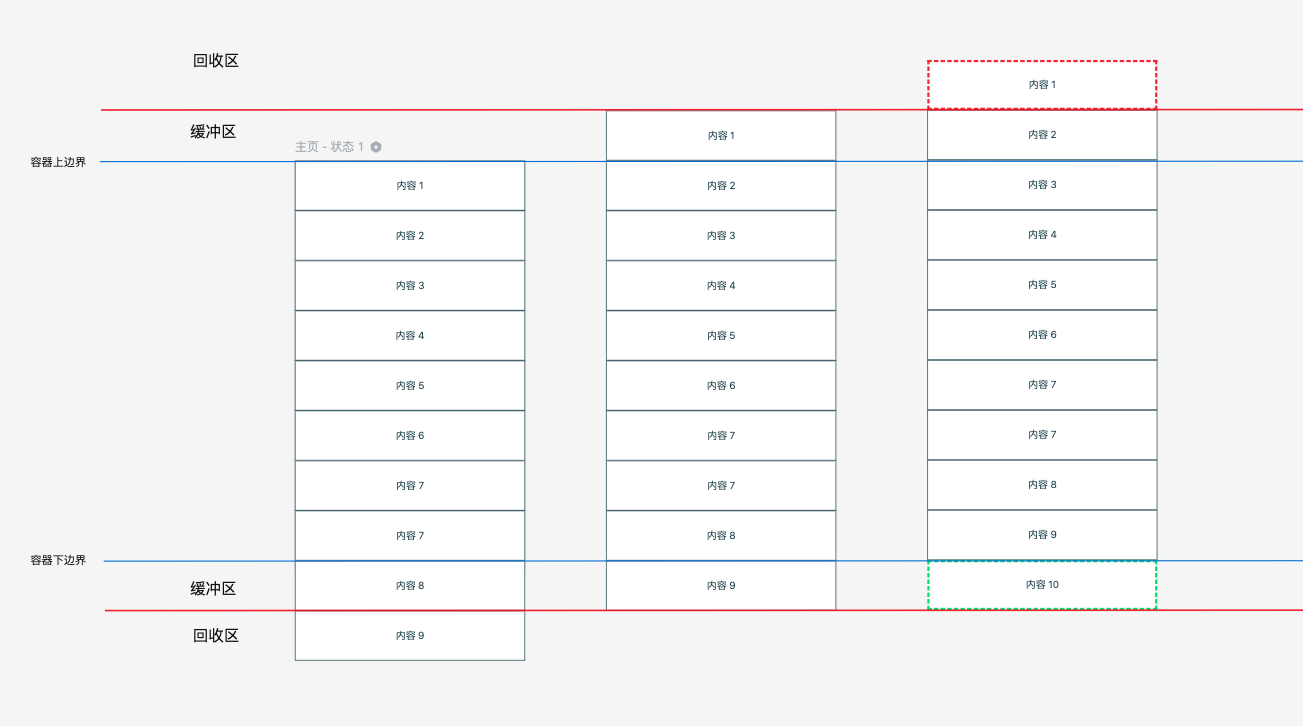 回收区
缓冲区
容器上边界
主页 - 状态 1
内容 1
内容 2
内容 3
内容 4
内容 5
内容 6
内容 7
内容 7
内容 8
内容 9
内容 1
内容 2
内容 3
内容 4
内容 5
内容 6
内容 7
内容 7
内容 8
内容 9
内容 1
内容 2
内容 3
内容 4
内容 5
内容 6
内容 7
内容 7
内容 8
内容 9
内容 10
容器下边界
缓冲区
回收区